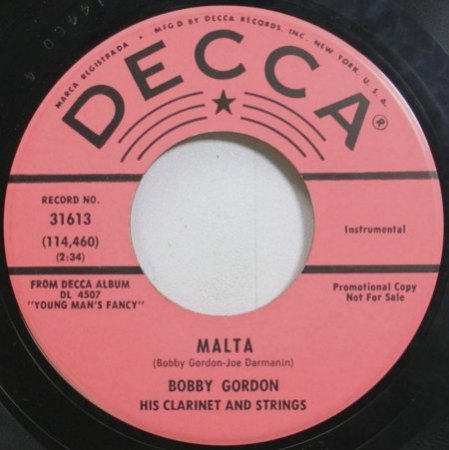 MARCA REGISTRADA • MFG'D BY DECCA RECORDS, INC. NEW YORK, U.S.A.
DECCA®
RECORD NO.
31613
(114,460)
(2:34)
Instrumental
FROM DECCA ALBUM
DL 4507
"YOUNG MAN'S FANCY"
Promotional Copy
Not For Sale
MALTA
(Bobby Gordon-Joe Darmanin)
BOBBY GORDON
HIS CLARINET AND STRINGS